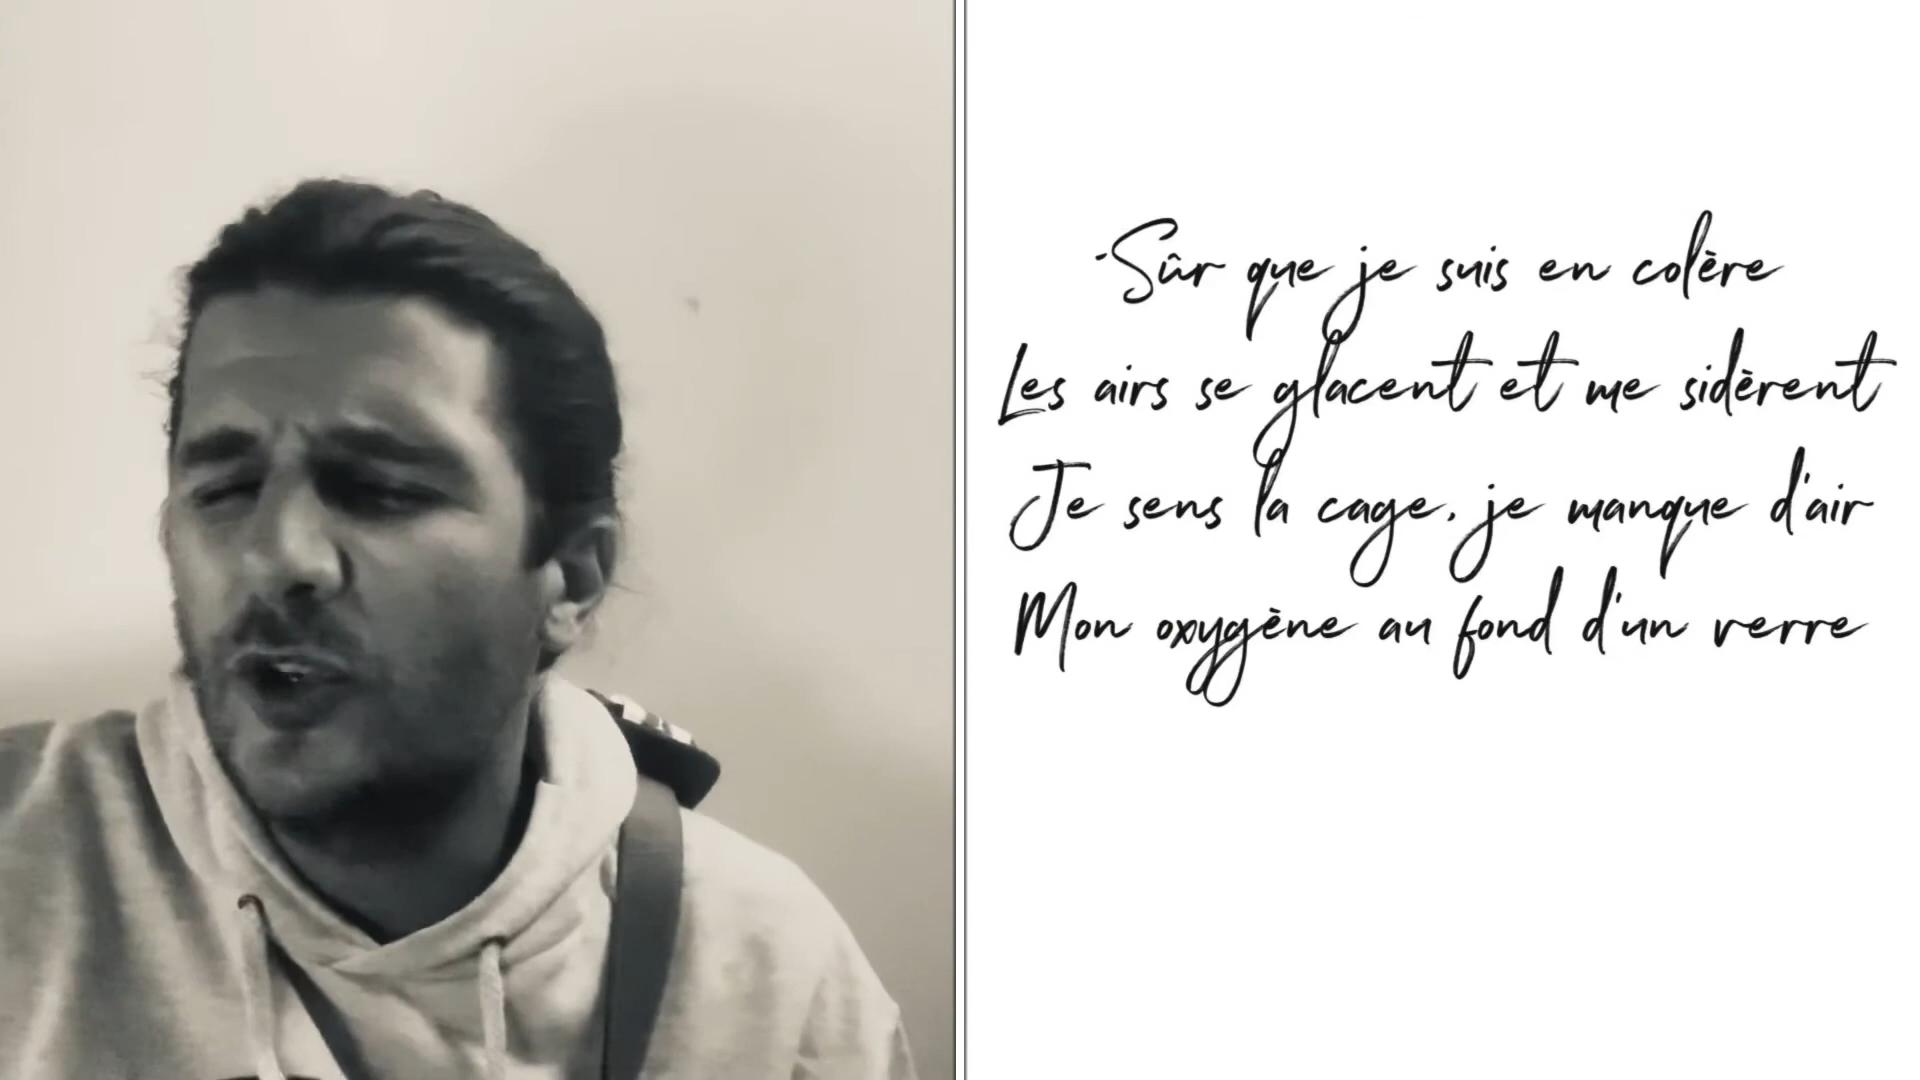 Sûr que je suis en colère
Les airs se glacent et me sidèrent
Je sens la cage, je manque d'air
Mon oxygène au fond d'un verre